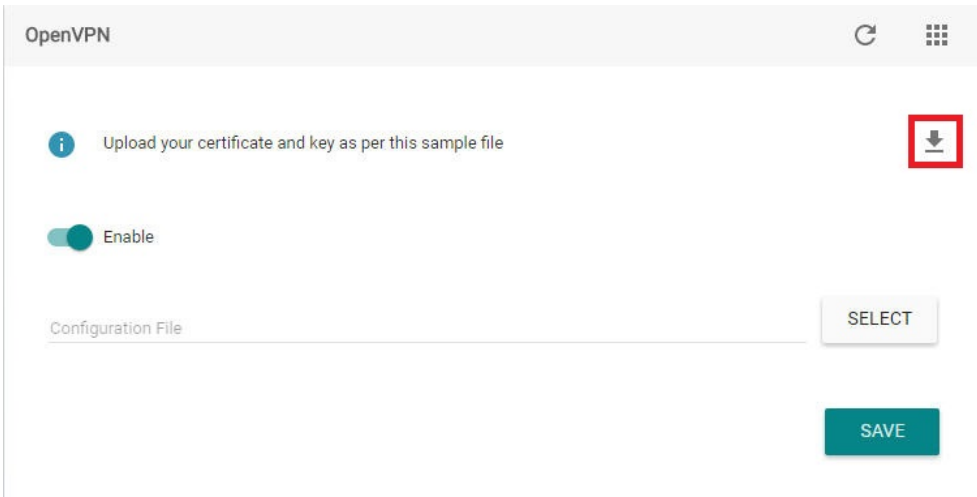 OpenVPN
Upload your certificate and key as per this sample file
Enable
Configuration File
SELECT
SAVE